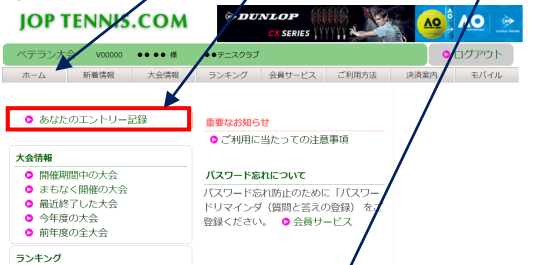 JOP TENNIS.COM
DUNLOP
CX SERIES
AO
AO
ベテラン大会 V00000 ●● ●● 様 ●●テニスクラブ
ログアウト
ホーム 新着情報 大会情報 ランキング 会員サービス ご利用方法 決済案内 モバイル
あなたのエントリー記録
重要なお知らせ
ご利用に当たっての注意事項
大会情報
開催期間中の大会
まもなく開催の大会
最近終了した大会
今年度の大会
前年度の全大会
パスワード忘れについて
パスワード忘れ防止のために「パスワー
ドリマインダ（質問と答えの登録） をご
登録ください。 会員サービス
ランキング